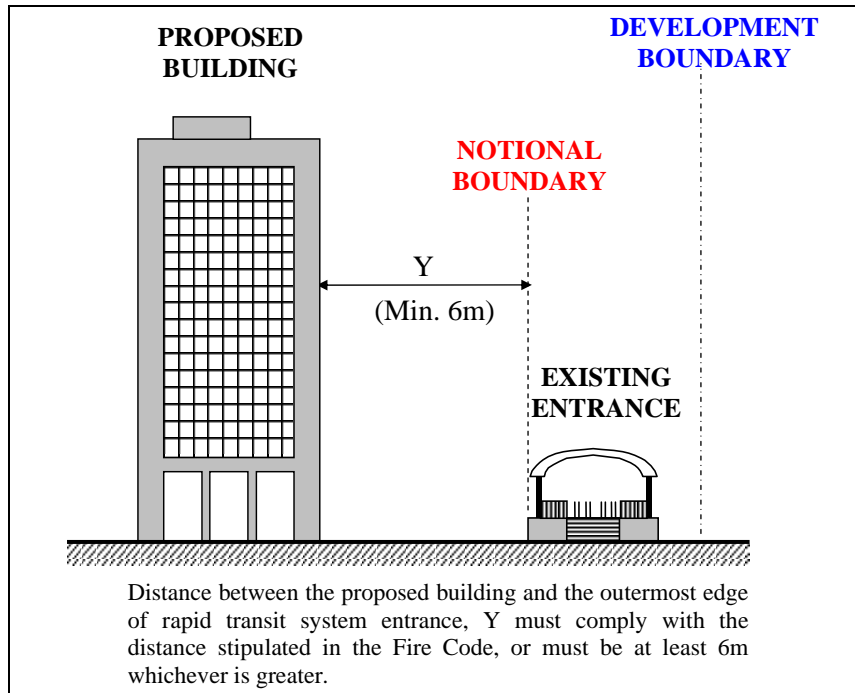 PROPOSED
BUILDING
DEVELOPMENT
BOUNDARY
NOTIONAL
BOUNDARY
Y
(Min. 6m)
EXISTING
ENTRANCE
Distance between the proposed building and the outermost edge
of rapid transit system entrance, Y must comply with the
distance stipulated in the Fire Code, or must be at least 6m
whichever is greater.